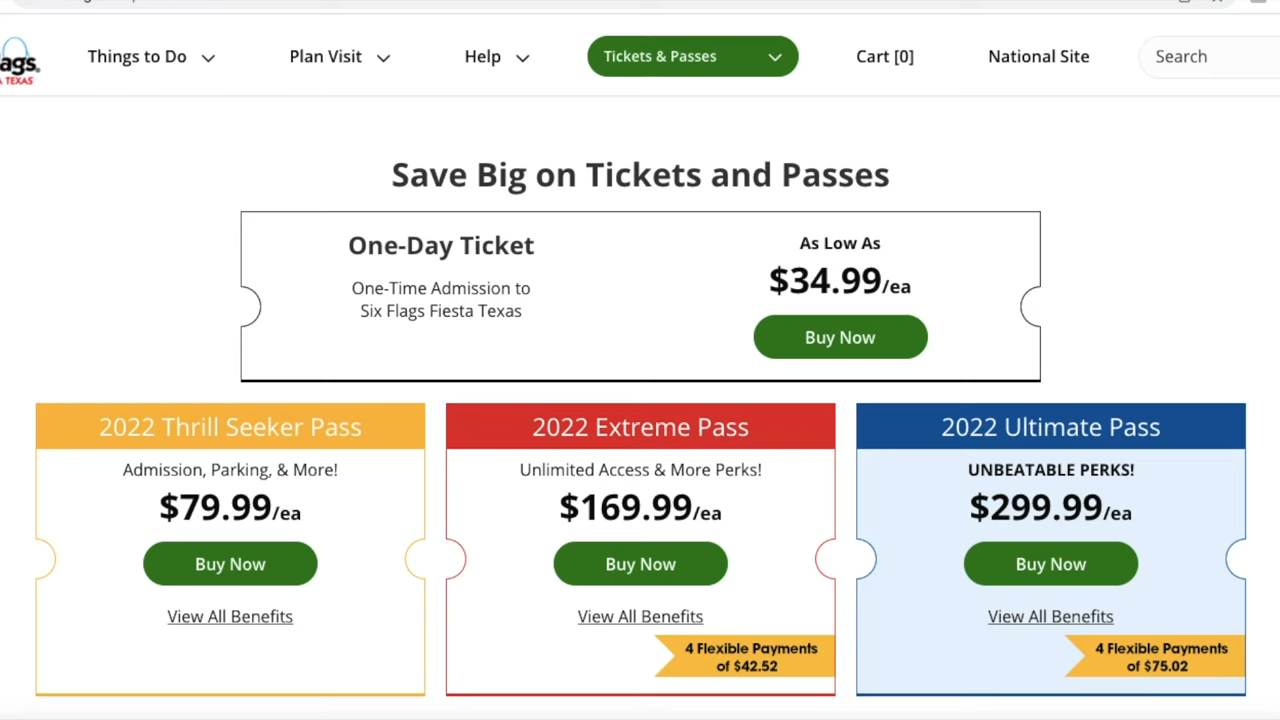 ags.
A TEXAS
Things to Do
Plan Visit
Help
Tickets & Passes
Cart [0]
National Site
Search
Save Big on Tickets and Passes
One-Day Ticket
One-Time Admission to
Six Flags Fiesta Texas
As Low As
$34.99/ea
Buy Now
2022 Thrill Seeker Pass
Admission, Parking, & More!
$79.99/ea
Buy Now
View All Benefits
2022 Extreme Pass
Unlimited Access & More Perks!
$169.99/ea
Buy Now
View All Benefits
4 Flexible Payments
of $42.52
2022 Ultimate Pass
UNBEATABLE PERKS!
$299.99/ea
Buy Now
View All Benefits
4 Flexible Payments
of $75.02